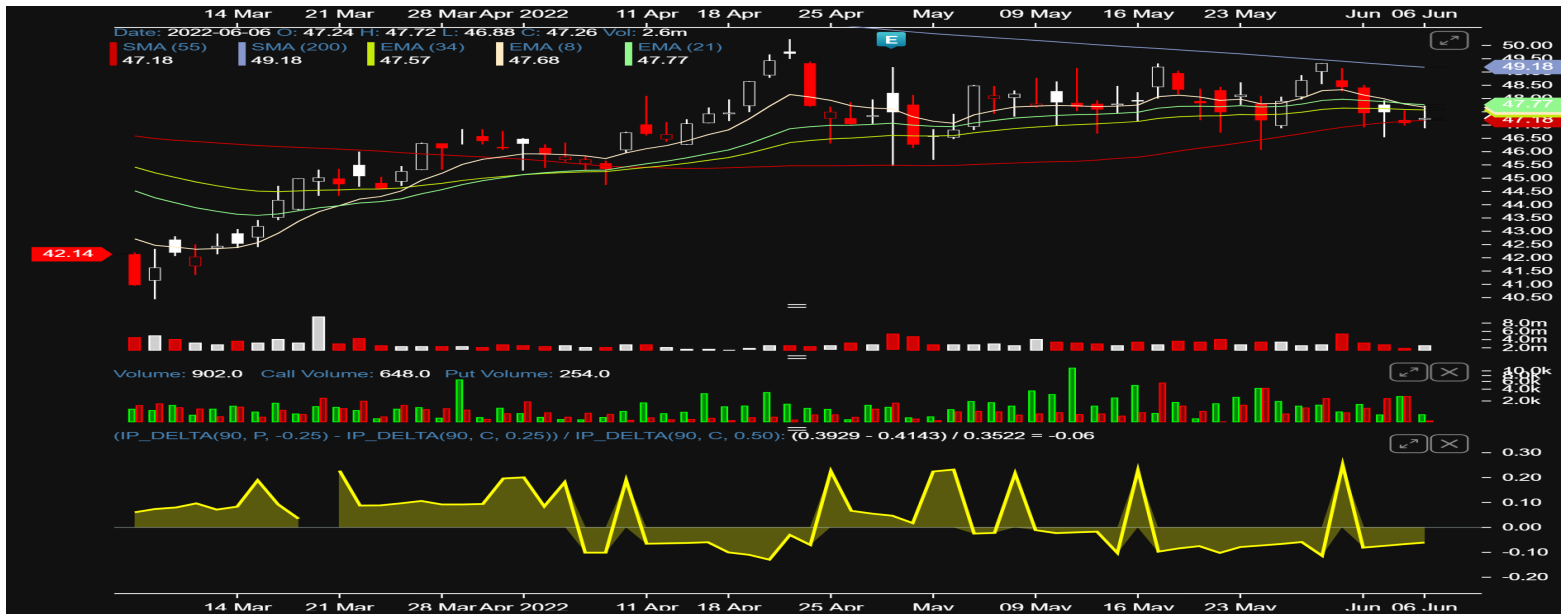 14 Mar 21 Mar 28 Mar Apr 2022 11 Apr 18 Apr 25 Apr May 09 May 16 May 23 May Jun 06 Jun
Date: 2022-06-06 O: 47.24 H: 47.72 L: 46.88 C: 47.26 Vol: 2.6m
SMA (55) SMA (200) EMA (34) EMA (8) EMA (21)
47.18 49.18 47.57 47.68 47.77
E
50.00
49.50
49.18
48.50
47.77
47.18
46.50
46.00
45.50
45.00
44.50
44.00
43.50
43.00
42.50
42.00
41.50
41.00
40.50
42.14
8.0m
6.0m
4.0m
2.0m
Volume: 902.0 Call Volume: 648.0 Put Volume: 254.0
10.0k
8.0k
6.0k
4.0k
2.0k
(IP_DELTA(90, P, -0.25) - IP_DELTA(90, C, 0.25)) / IP_DELTA(90, C, 0.50): (0.3929 - 0.4143) / 0.3522 = -0.06
0.30
0.20
0.10
0.00
-0.10
-0.20
14 Mar 21 Mar 28 Mar Apr 2022 11 Apr 18 Apr 25 Apr May 09 May 16 May 23 May Jun 06 Jun